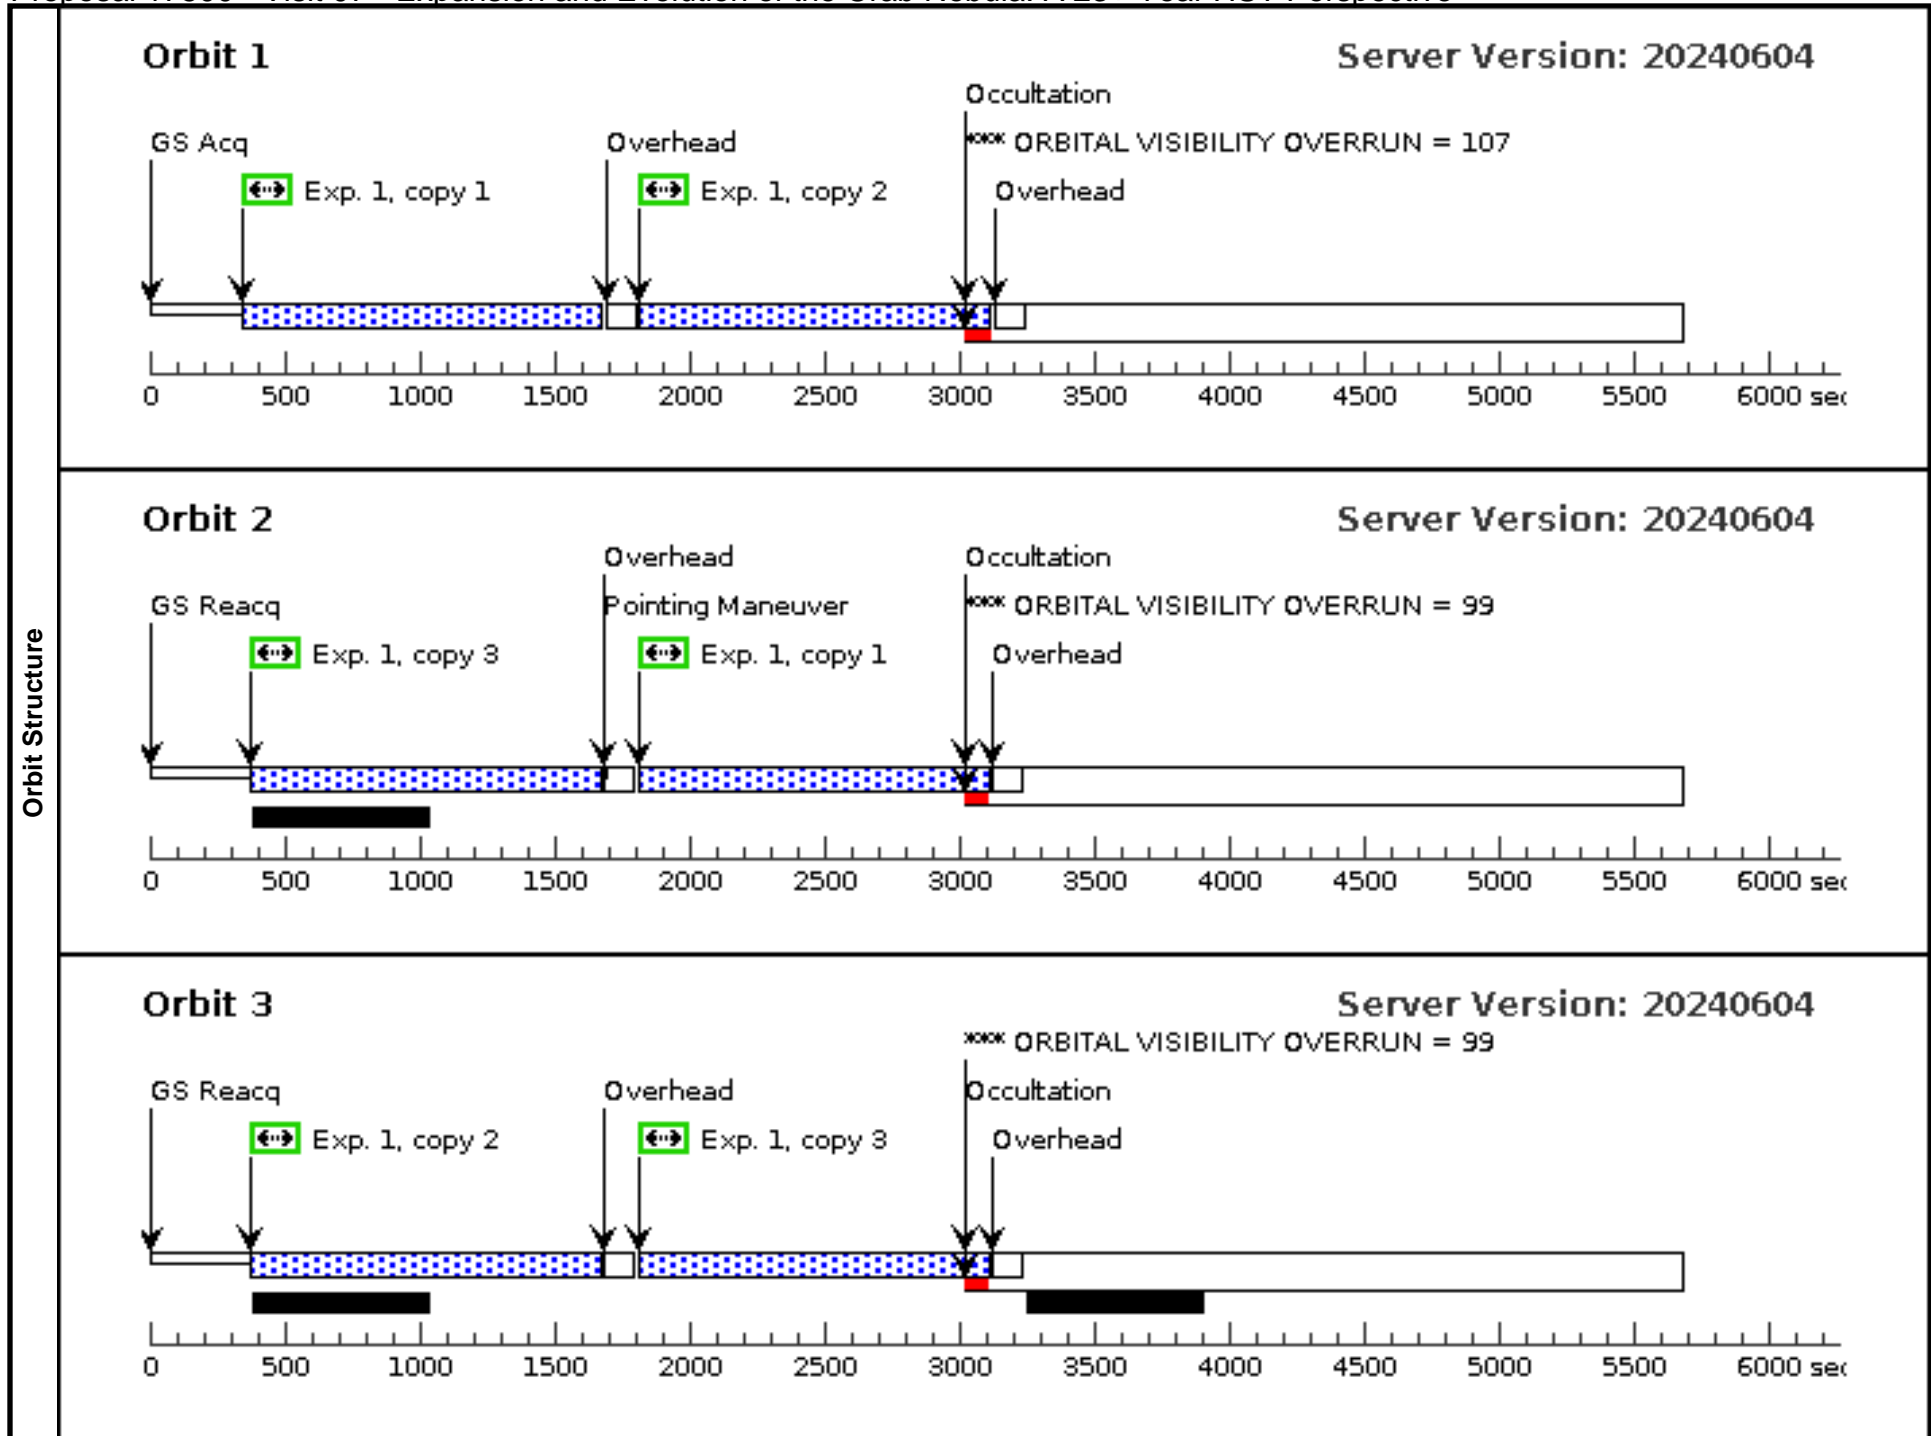 Orbit Structure
Orbit 1
Server Version: 20240604
Occultation
GS Acq
Overhead
*** ORBITAL VISIBILITY OVERRUN = 107
Exp. 1, copy 1
Exp. 1, copy 2
Overhead
0 500 1000 1500 2000 2500 3000 3500 4000 4500 5000 5500 6000
Orbit 2
Server Version: 20240604
Overhead
Occultation
GS Reacq
Pointing Maneuver
*** ORBITAL VISIBILITY OVERRUN = 99
Exp. 1, copy 3
Exp. 1, copy 1
Overhead
0 500 1000 1500 2000 2500 3000 3500 4000 4500 5000 5500 6000
Orbit 3
Server Version: 20240604
*** ORBITAL VISIBILITY OVERRUN = 99
GS Reacq
Overhead
Occultation
Exp. 1, copy 2
Exp. 1, copy 3
Overhead
0 500 1000 1500 2000 2500 3000 3500 4000 4500 5000 5500 6000